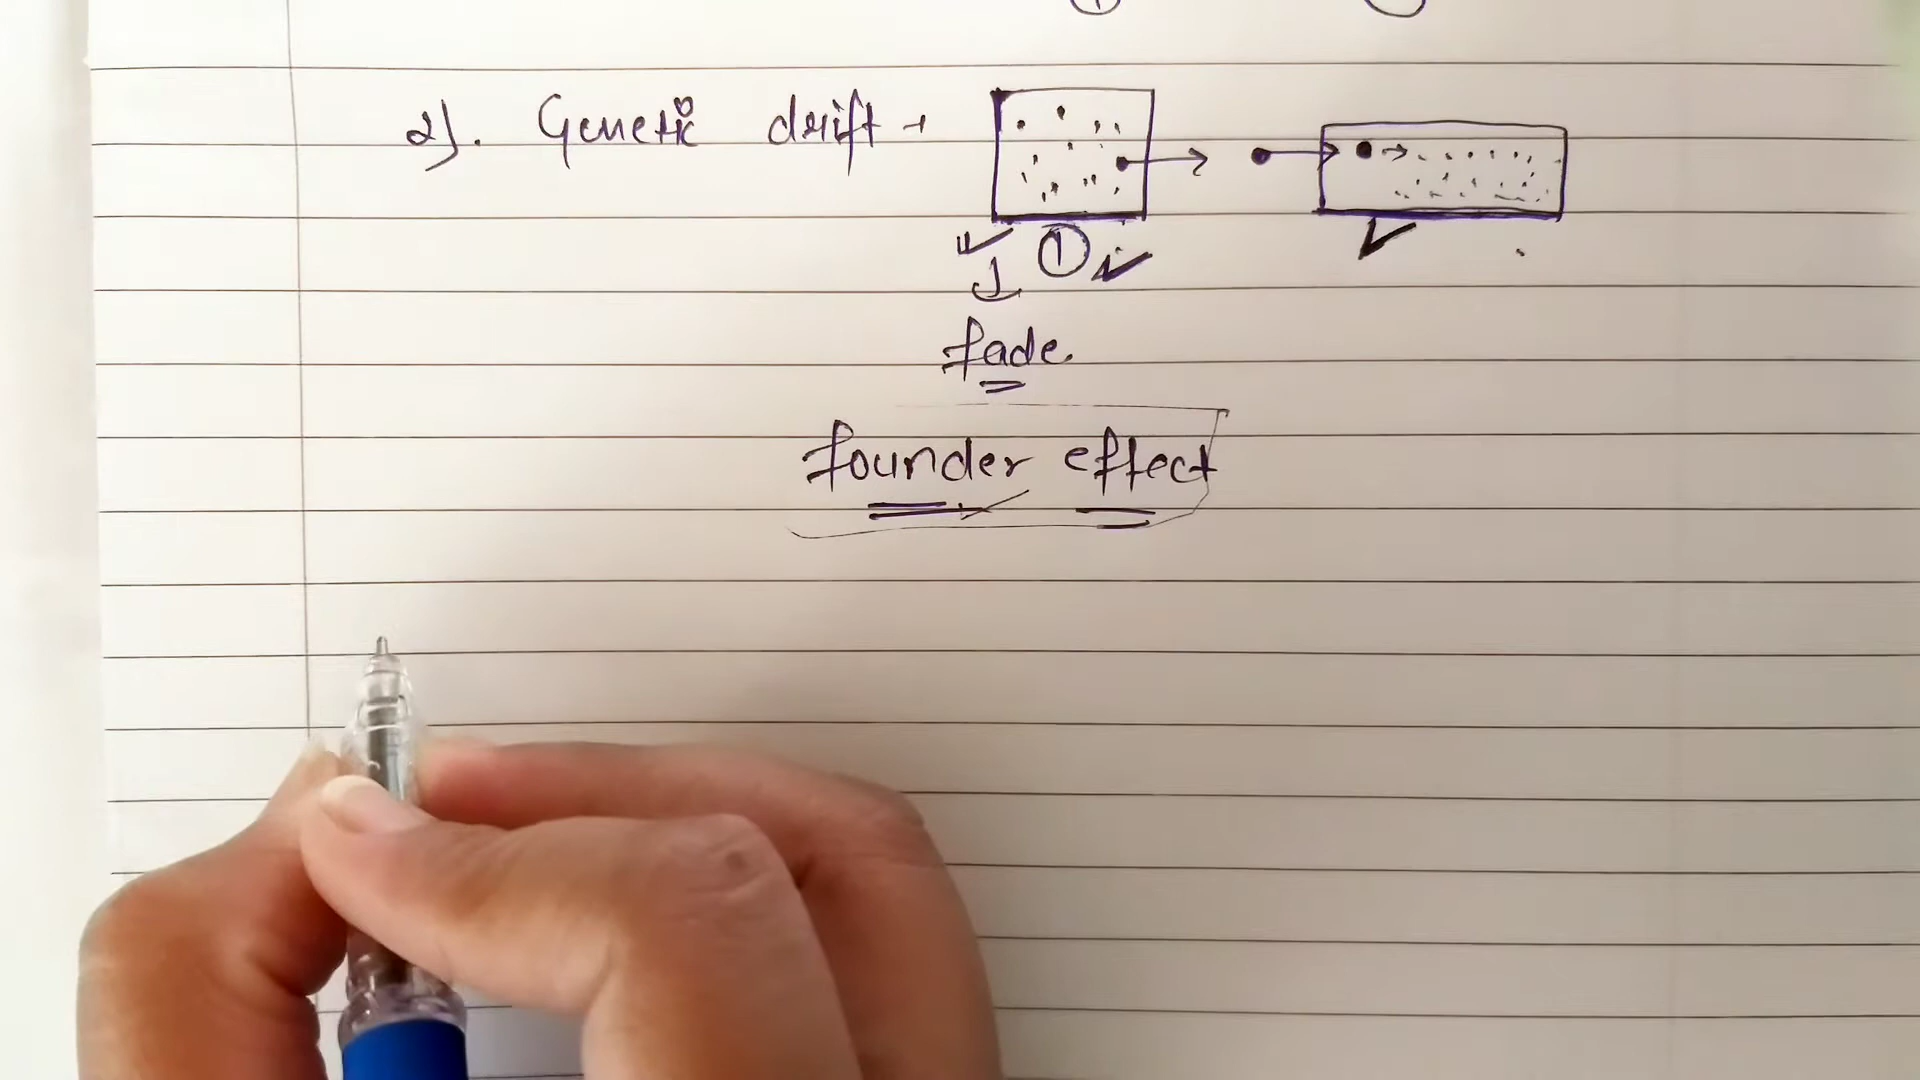 2). Genetic drift →
①
fade
founder effect